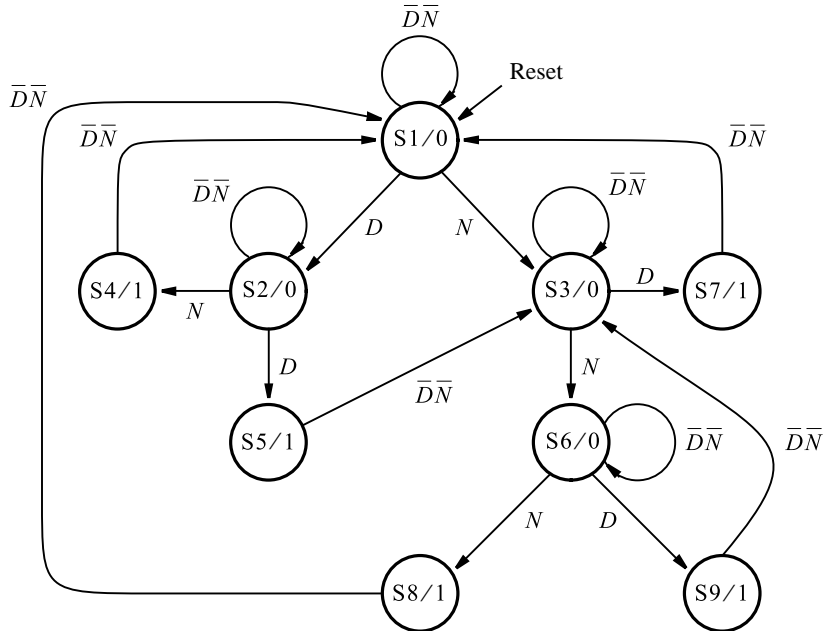 D̅N̅
Reset
D̅N̅
D̅N̅
D̅N̅
S1/0
D̅N̅
D̅N̅
D
N
S4/1
N
S2/0
S3/0
D
S7/1
D
N
D̅N̅
S5/1
S6/0
D̅N̅
D̅N̅
N
D
S8/1
S9/1